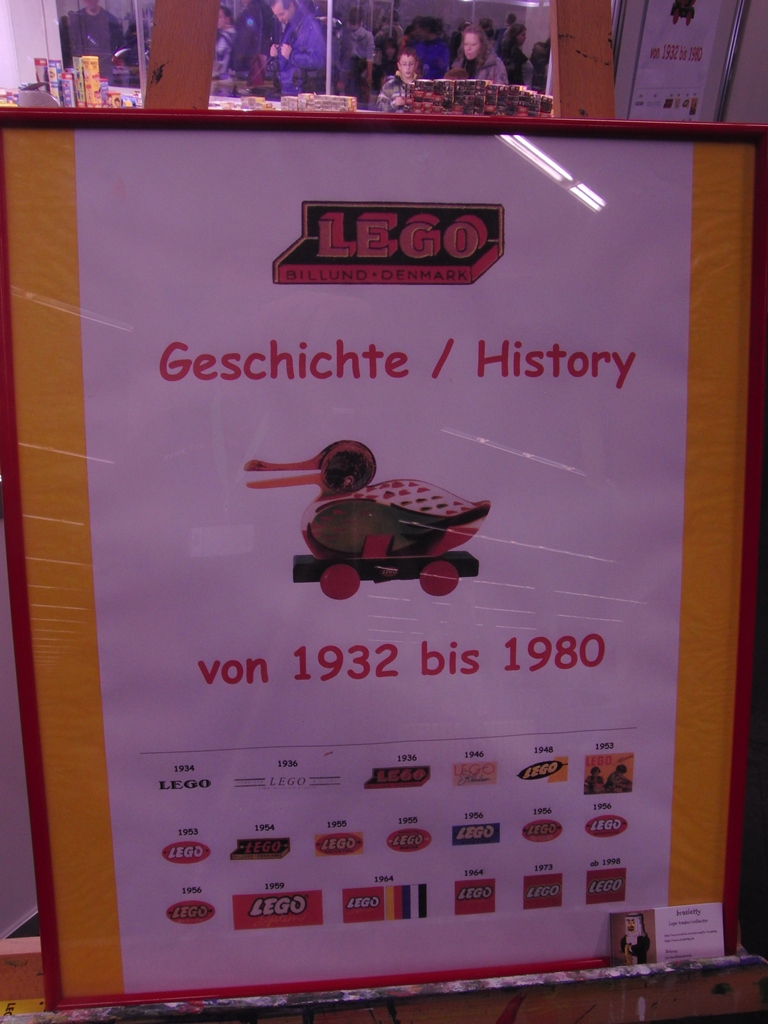 von 1932 bis 1980
LEGO
BILLUND · DENMARK
Geschichte / History
von 1932 bis 1980
1934 1936 1936 1946 1948 1953
LEGO LEGO LEGO LEGO LEGO LEGO
1953 1954 1955 1955 1956 1956 1956
LEGO LEGO LEGO LEGO LEGO LEGO LEGO
1956 1959 1964 1964 1973 ab 1998
LEGO LEGO LEGO LEGO LEGO LEGO